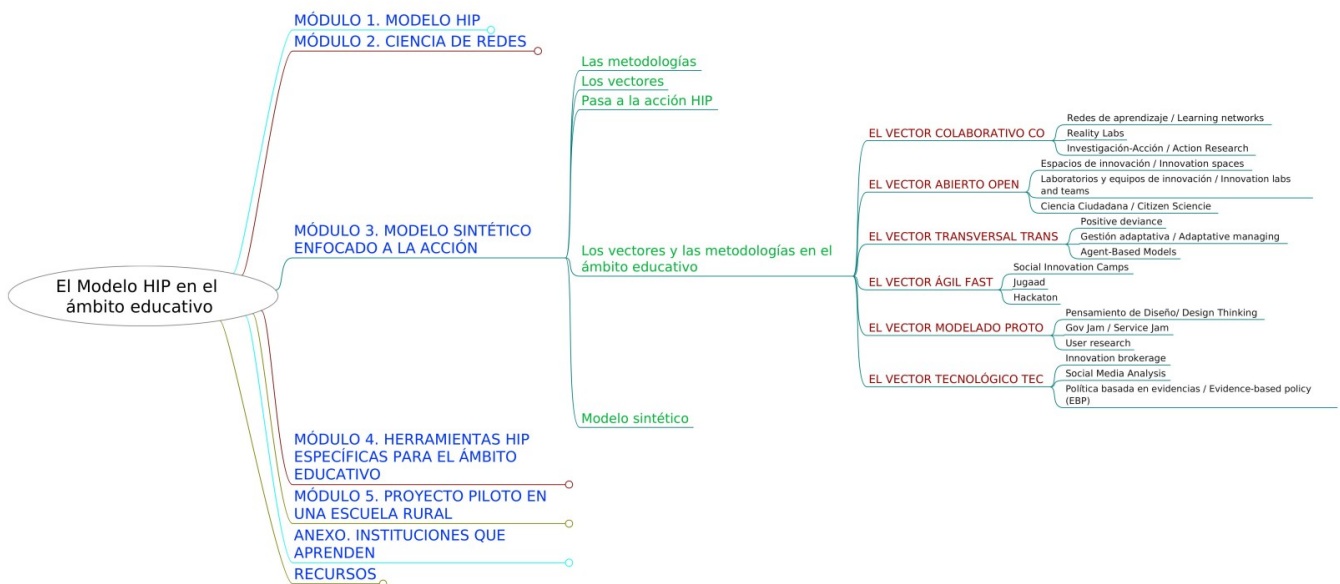 El Modelo HIP en el
ámbito educativo
MÓDULO 1. MODELO HIP
MÓDULO 2. CIENCIA DE REDES
MÓDULO 3. MODELO SINTÉTICO
ENFOCADO A LA ACCIÓN
Las metodologías
Los vectores
Pasa a la acción HIP
Los vectores y las metodologías en el
ámbito educativo
EL VECTOR COLABORATIVO CO
Redes de aprendizaje / Learning networks
Reality Labs
Investigación-Acción / Action Research
EL VECTOR ABIERTO OPEN
Espacios de innovación / Innovation spaces
Laboratorios y equipos de innovación / Innovation labs
and teams
Ciencia Ciudadana / Citizen Sciencie
EL VECTOR TRANSVERSAL TRANS
Positive deviance
Gestión adaptativa / Adaptative managing
Agent-Based Models
EL VECTOR ÁGIL FAST
Social Innovation Camps
Jugaad
Hackaton
EL VECTOR MODELADO PROTO
Pensamiento de Diseño/ Design Thinking
Gov Jam / Service Jam
User research
EL VECTOR TECNOLÓGICO TEC
Innovation brokerage
Social Media Analysis
Política basada en evidencias / Evidence-based policy
(EBP)
Modelo sintético
MÓDULO 4. HERRAMIENTAS HIP
ESPECÍFICAS PARA EL ÁMBITO
EDUCATIVO
MÓDULO 5. PROYECTO PILOTO EN
UNA ESCUELA RURAL
ANEXO. INSTITUCIONES QUE
APRENDEN
RECURSOS